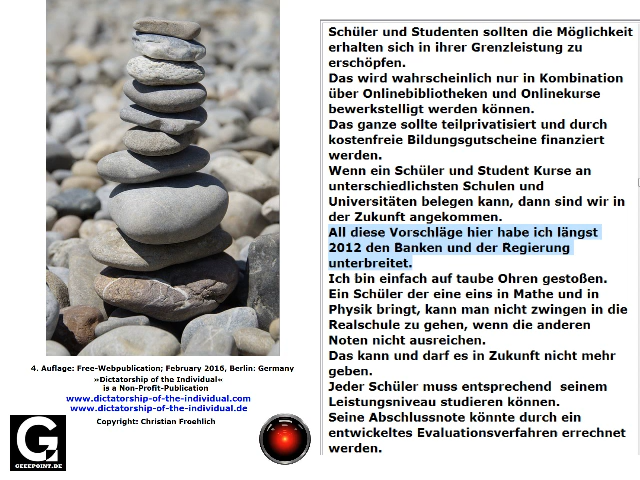 4. Auflage: Free-Webpublication; February 2016, Berlin: Germany
»Dictatorship of the Individual«
is a Non-Profit-Publication
www.dictatorship-of-the-individual.com
www.dictatorship-of-the-individual.de
Copyright: Christian Froehlich
G
GEEEPOINT.DE
Schüler und Studenten sollten die Möglichkeit
erhalten sich in ihrer Grenzleistung zu
erschöpfen.
Das wird wahrscheinlich nur in Kombination
über Onlinebibliotheken und Onlinekurse
bewerkstelligt werden können.
Das ganze sollte teilprivatisiert und durch
kostenfreie Bildungsgutscheine finanziert
werden.
Wenn ein Schüler und Student Kurse an
unterschiedlichsten Schulen und
Universitäten belegen kann, dann sind wir in
der Zukunft angekommen.
All diese Vorschläge hier habe ich längst
2012 den Banken und der Regierung
unterbreitet.
Ich bin einfach auf taube Ohren gestoßen.
Ein Schüler der eine eins in Mathe und in
Physik bringt, kann man nicht zwingen in die
Realschule zu gehen, wenn die anderen
Noten nicht ausreichen.
Das kann und darf es in Zukunft nicht mehr
geben.
Jeder Schüler muss entsprechend  seinem
Leistungsniveau studieren können.
Seine Abschlussnote könnte durch ein
entwickeltes Evaluationsverfahren errechnet
werden.